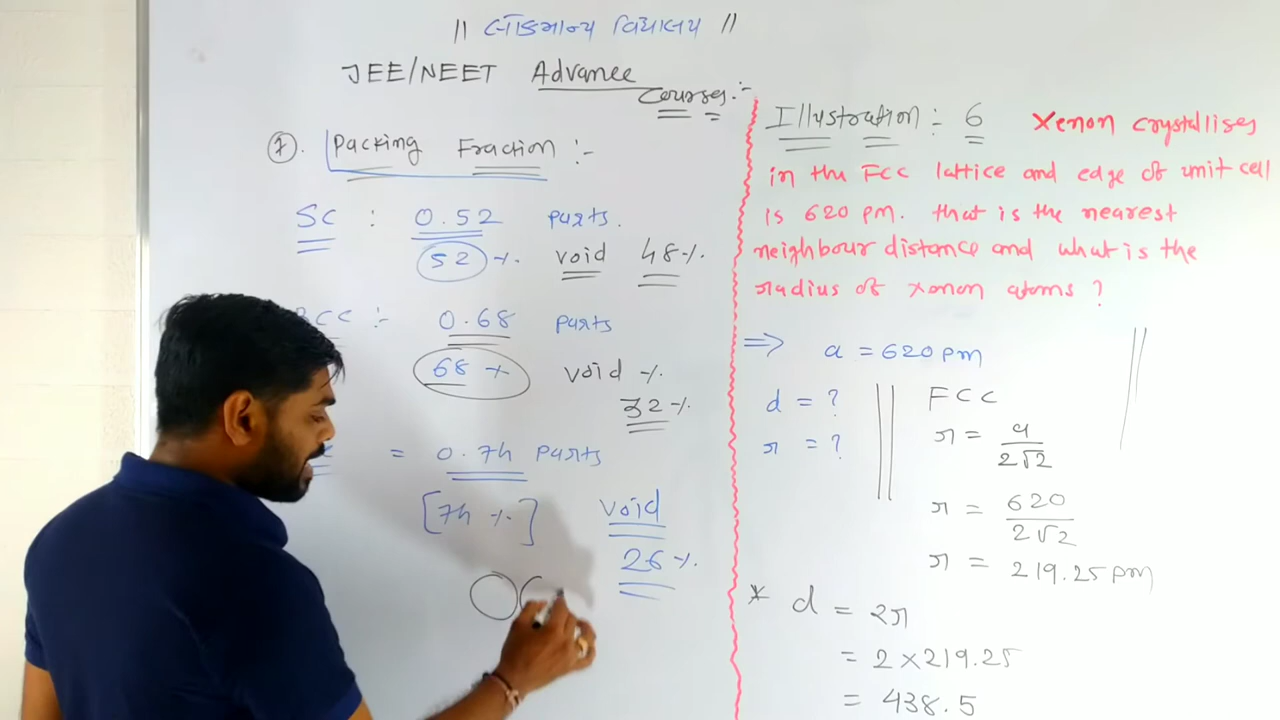 || લોકમાન્ય વિદ્યાલય ||
JEE/NEET Advance
Courses:-
7. Packing Fraction :-
SC : 0.52 parts.
52 % void 48%.
BCC :- 0.68 parts
68 % void %.
32%.
= 0.74 parts
[74 %] void
26%.
Illustration: 6 Xenon crystallises
in the FCC lattice and edge of unit cell
is 620 pm. that is the nearest
neighbour distance and what is the
radius of xenon atoms ?
⇒ a = 620 pm
d = ?
r = ?
FCC
r = a/2√2
r = 620/2√2
r = 219.25 pm
* d = 2r
= 2 × 219.25
= 438.5